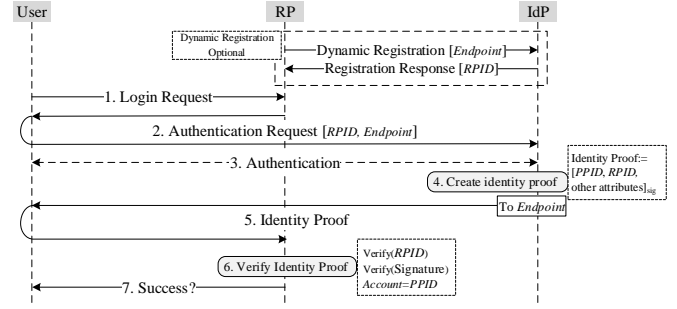 User RP IdP
Dynamic Registration
Optional
Dynamic Registration [Endpoint]
Registration Response [RPID]
1. Login Request
2. Authentication Request [RPID, Endpoint]
3. Authentication
Identity Proof:=
[PPID, RPID,
other attributes]sig
4. Create identity proof
To Endpoint
5. Identity Proof
6. Verify Identity Proof
Verify(RPID)
Verify(Signature)
Account=PPID
7. Success?